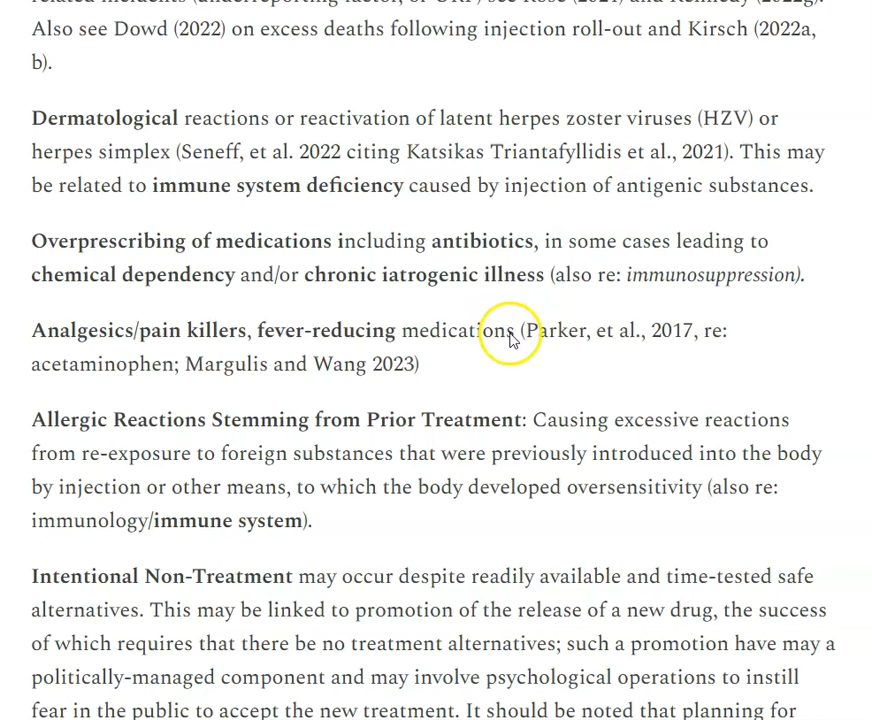 Also see Dowd (2022) on excess deaths following injection roll-out and Kirsch (2022a,
b).
Dermatological reactions or reactivation of latent herpes zoster viruses (HZV) or
herpes simplex (Seneff, et al. 2022 citing Katsikas Triantafyllidis et al., 2021). This may
be related to immune system deficiency caused by injection of antigenic substances.
Overprescribing of medications including antibiotics, in some cases leading to
chemical dependency and/or chronic iatrogenic illness (also re: immunosuppression).
Analgesics/pain killers, fever-reducing medications (Parker, et al., 2017, re:
acetaminophen; Margulis and Wang 2023)
Allergic Reactions Stemming from Prior Treatment: Causing excessive reactions
from re-exposure to foreign substances that were previously introduced into the body
by injection or other means, to which the body developed oversensitivity (also re:
immunology/immune system).
Intentional Non-Treatment may occur despite readily available and time-tested safe
alternatives. This may be linked to promotion of the release of a new drug, the success
of which requires that there be no treatment alternatives; such a promotion have may a
politically-managed component and may involve psychological operations to instill
fear in the public to accept the new treatment. It should be noted that planning for